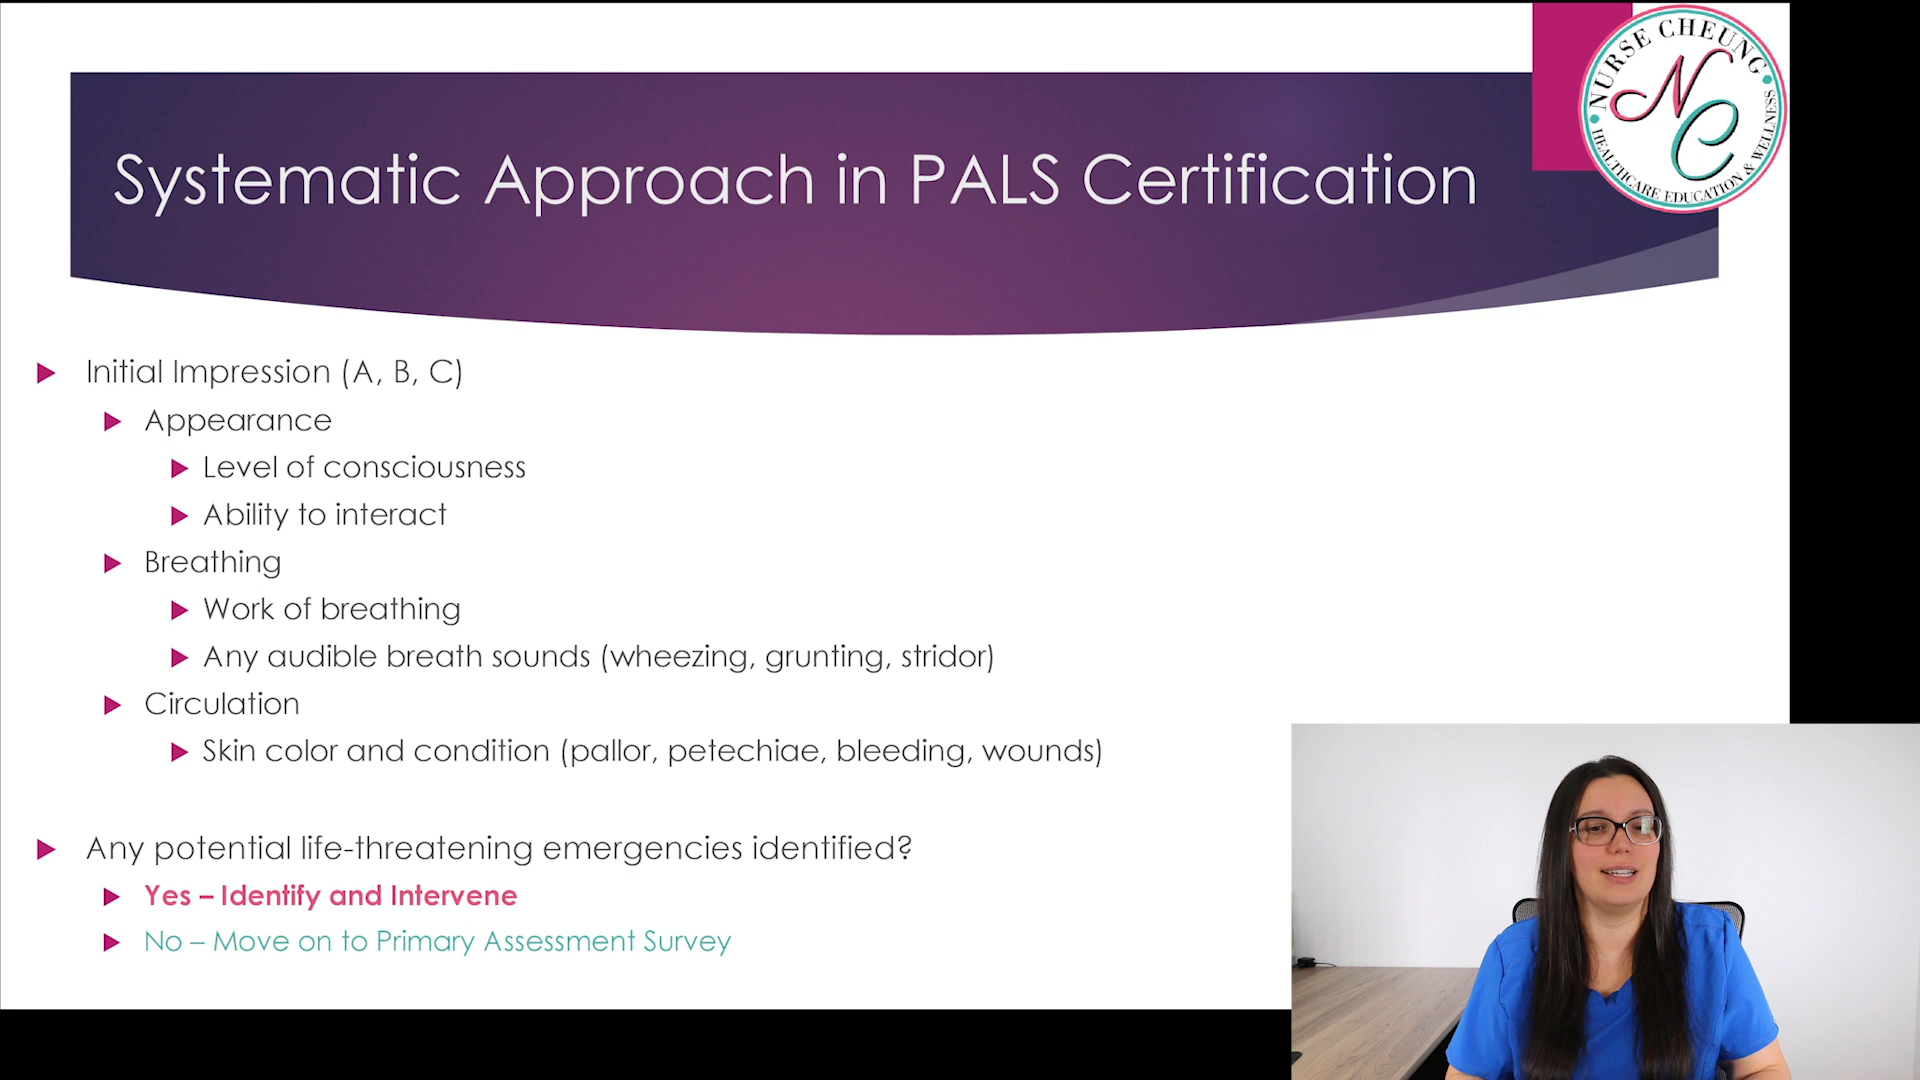 NURSE CHEUNG
NC
HEALTHCARE EDUCATION & WELLNESS
Systematic Approach in PALS Certification
Initial Impression (A, B, C)
Appearance
Level of consciousness
Ability to interact
Breathing
Work of breathing
Any audible breath sounds (wheezing, grunting, stridor)
Circulation
Skin color and condition (pallor, petechiae, bleeding, wounds)
Any potential life-threatening emergencies identified?
Yes – Identify and Intervene
No – Move on to Primary Assessment Survey